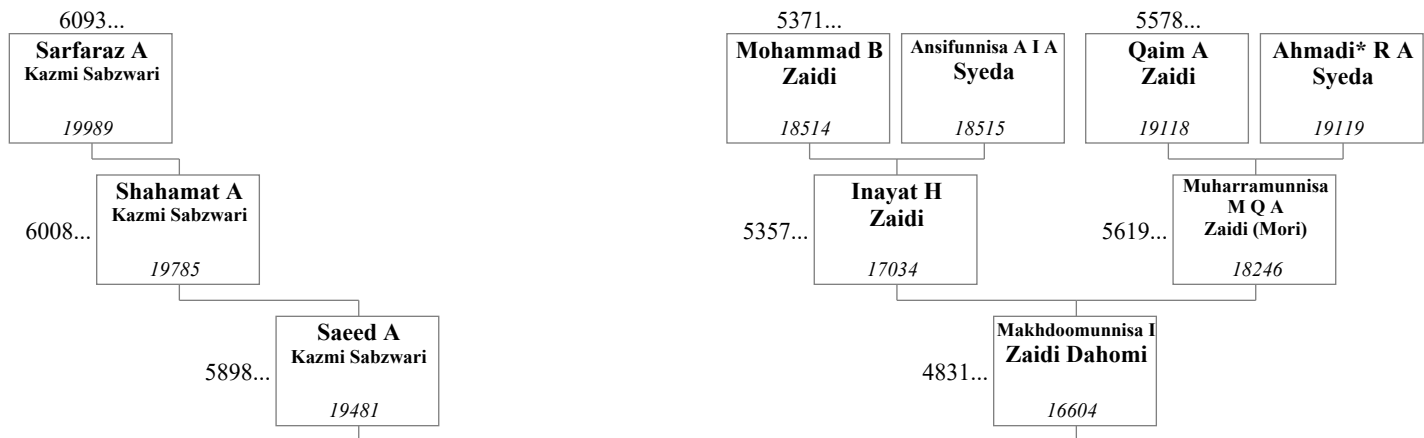 6093...
5371...
5578...
Sarfaraz A
Kazmi Sabzwari
19989
Mohammad B
Zaidi
18514
Ansifunnisa A I A
Syeda
18515
Qaim A
Zaidi
19118
Ahmadi* R A
Syeda
19119
6008...
Shahamat A
Kazmi Sabzwari
19785
5357...
Inayat H
Zaidi
17034
5619...
Muharramunnisa
M Q A
Zaidi (Mori)
18246
5898...
Saeed A
Kazmi Sabzwari
19481
4831...
Makhdoomunnisa I
Zaidi Dahomi
16604